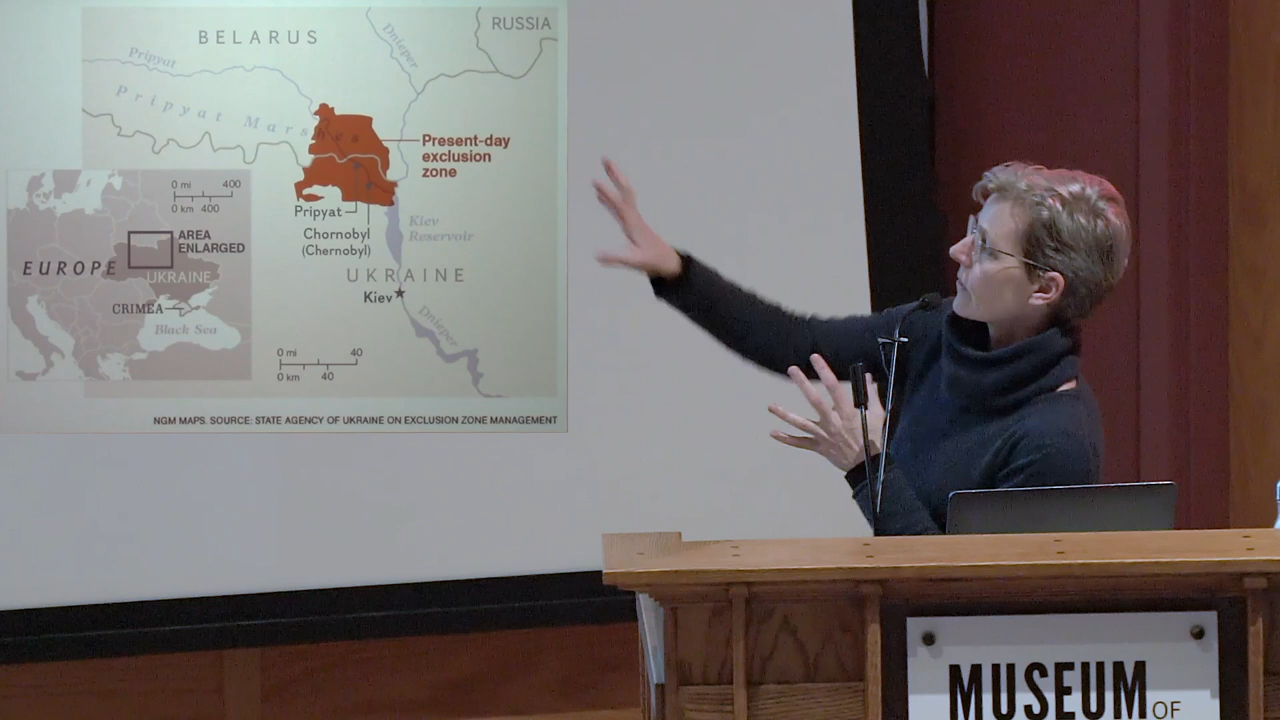 BELARUS
RUSSIA
Dnieper
Pripyat
Pripyat Marshes
Present-day
exclusion
zone
Pripyat
Chornobyl
(Chernobyl)
Kiev
Reservoir
UKRAINE
Kiev
Dnieper
0 mi 40
0 km 40
0 mi 400
0 km 400
AREA
ENLARGED
EUROPE
UKRAINE
CRIMEA
Black Sea
NGM MAPS. SOURCE: STATE AGENCY OF UKRAINE ON EXCLUSION ZONE MANAGEMENT
MUSEUM OF